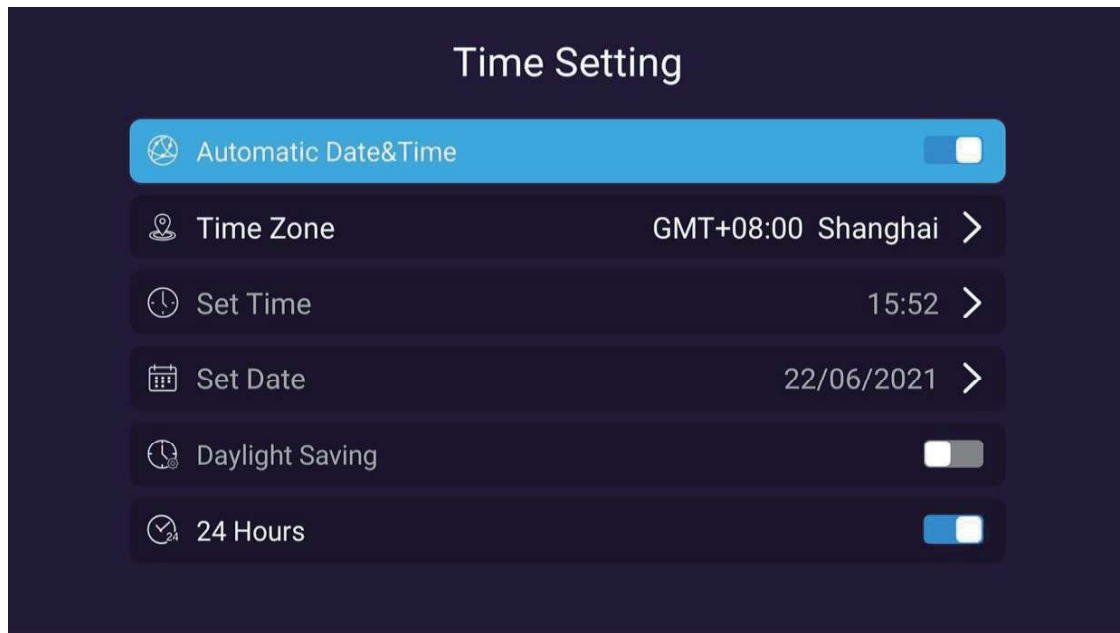 Time Setting
Automatic Date&Time
Time Zone GMT+08:00 Shanghai
Set Time 15:52
Set Date 22/06/2021
Daylight Saving
24 Hours